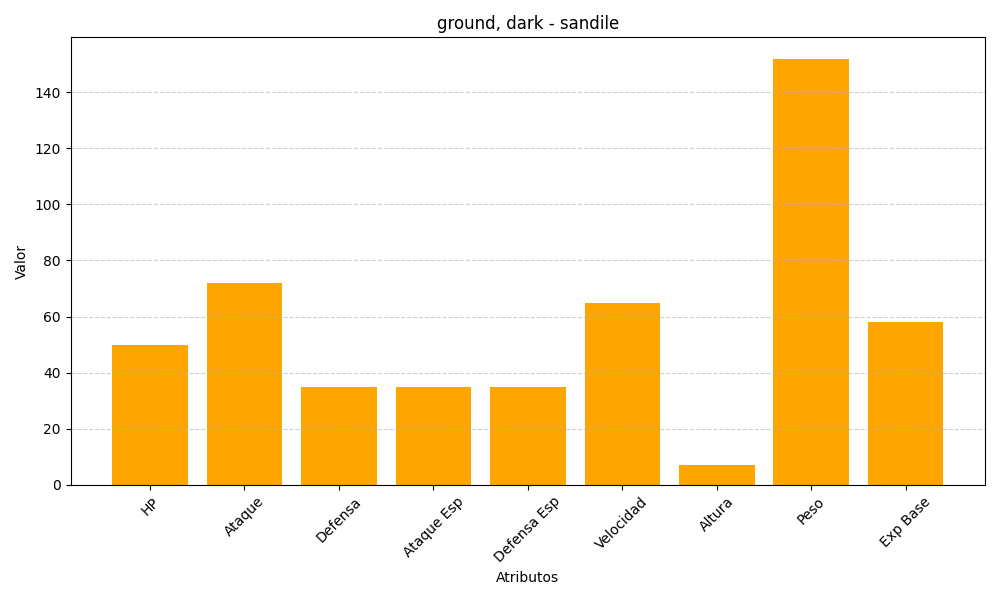 ground, dark - sandile
Valor
140
120
100
80
60
40
20
0
HP
Ataque
Defensa
Ataque Esp
Defensa Esp
Velocidad
Altura
Peso
Exp Base
Atributos